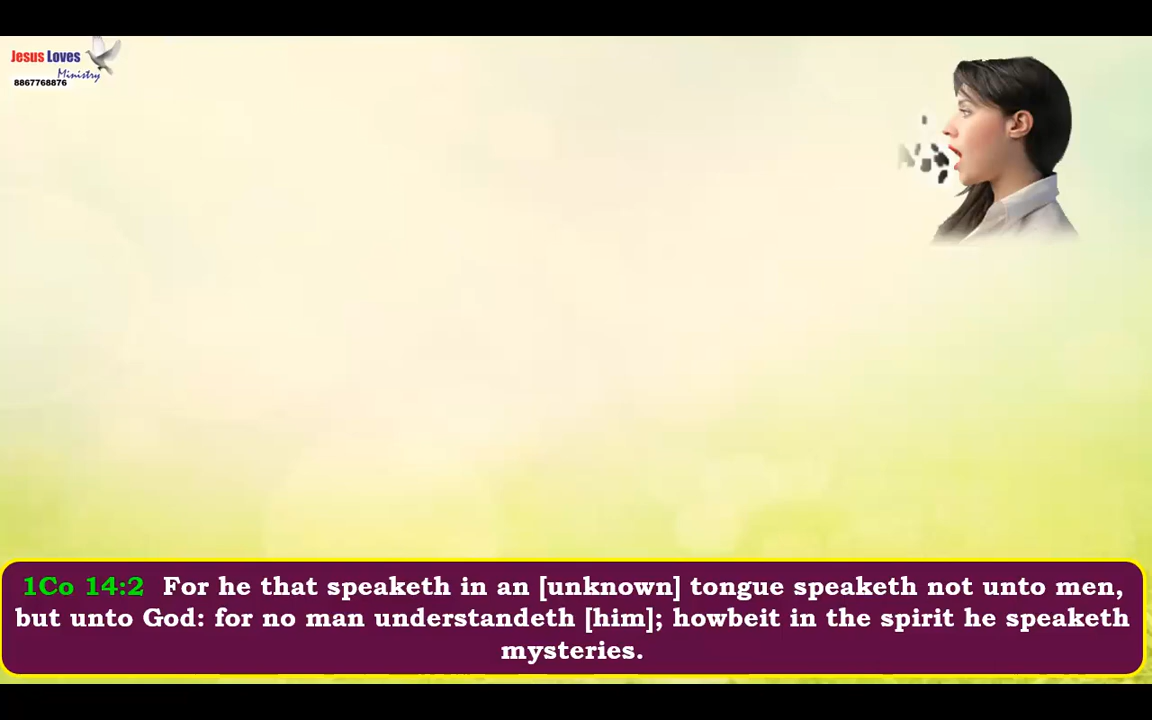 Jesus Loves
Ministry
8867768876
1Co 14:2 For he that speaketh in an [unknown] tongue speaketh not unto men,
but unto God: for no man understandeth [him]; howbeit in the spirit he speaketh
mysteries.